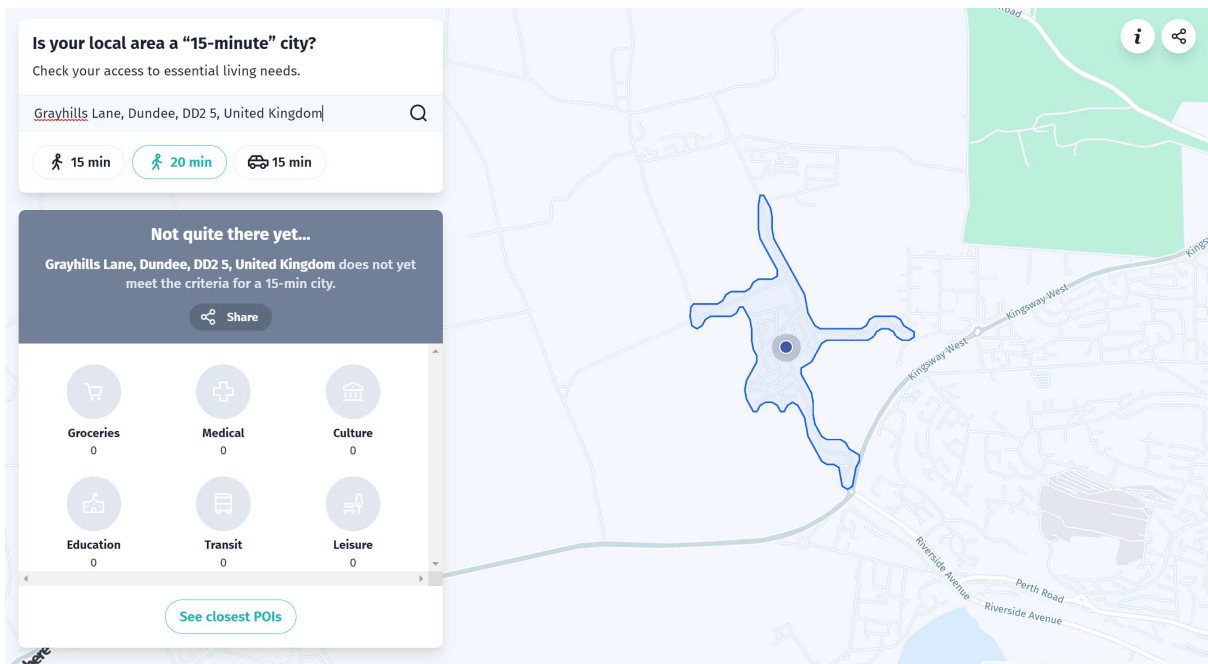 Is your local area a “15-minute” city?
Check your access to essential living needs.
Grayhills Lane, Dundee, DD2 5, United Kingdom
15 min
20 min
15 min
Not quite there yet...
Grayhills Lane, Dundee, DD2 5, United Kingdom does not yet
meet the criteria for a 15-min city.
Share
Groceries
0
Medical
0
Culture
0
Education
0
Transit
0
Leisure
0
See closest POIs
here
i
Road
Kings
Kingsway West
Kingsway West
Riverside Avenue
Perth Road
Riverside Avenue